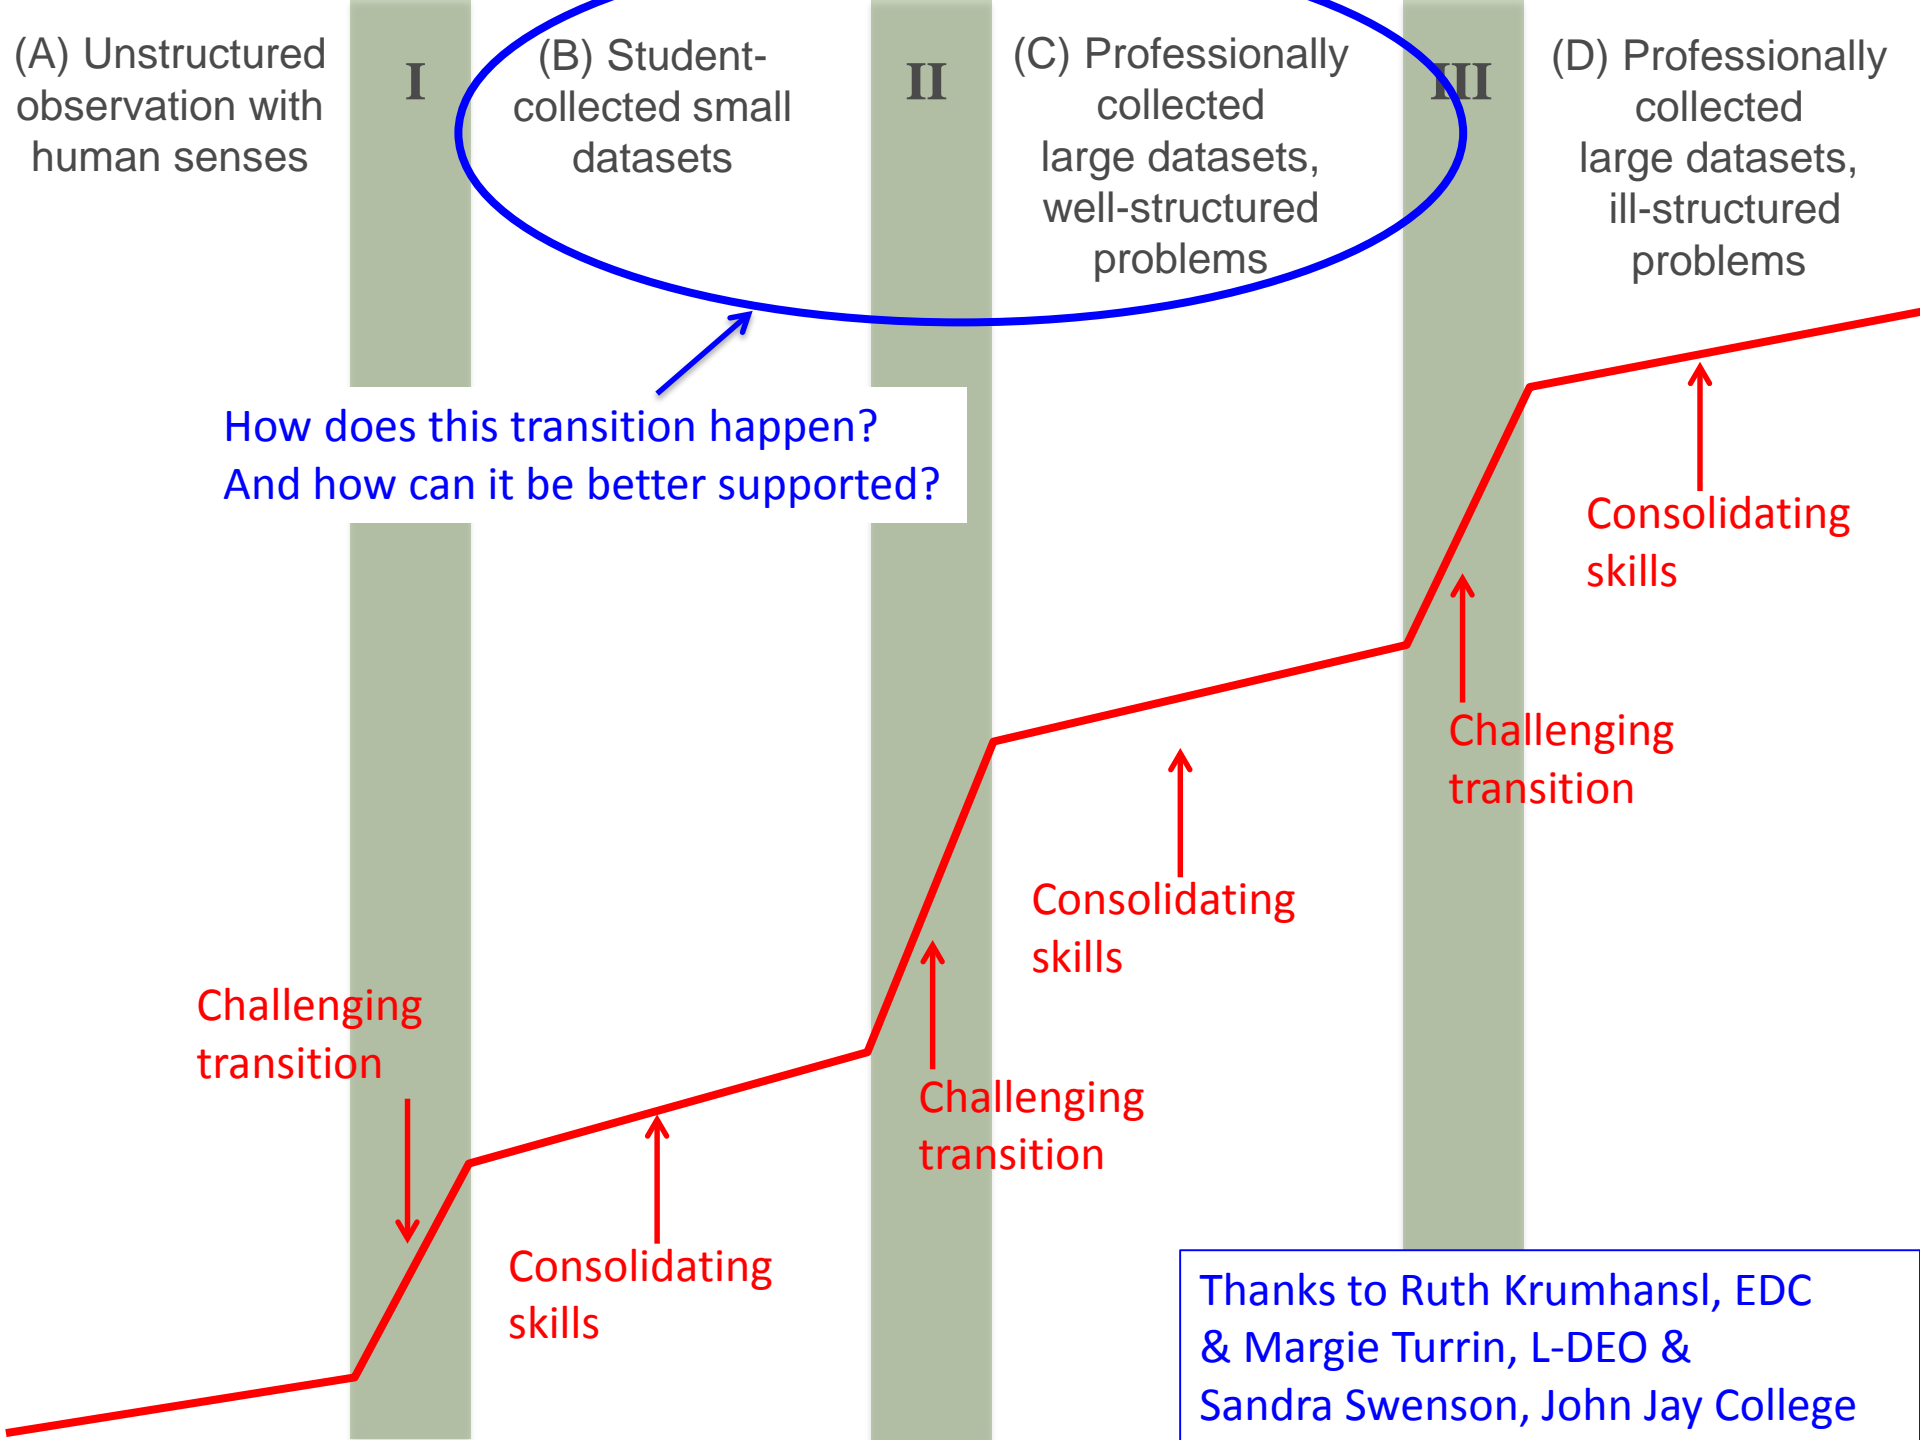 (A) Unstructured
observation with
human senses
I
(B) Student-
collected small
datasets
II
(C) Professionally
collected
large datasets,
well-structured
problems
III
(D) Professionally
collected
large datasets,
ill-structured
problems
How does this transition happen?
And how can it be better supported?
Consolidating
skills
Challenging
transition
Consolidating
skills
Challenging
transition
Challenging
transition
Consolidating
skills
Thanks to Ruth Krumhansl, EDC
& Margie Turrin, L-DEO &
Sandra Swenson, John Jay College